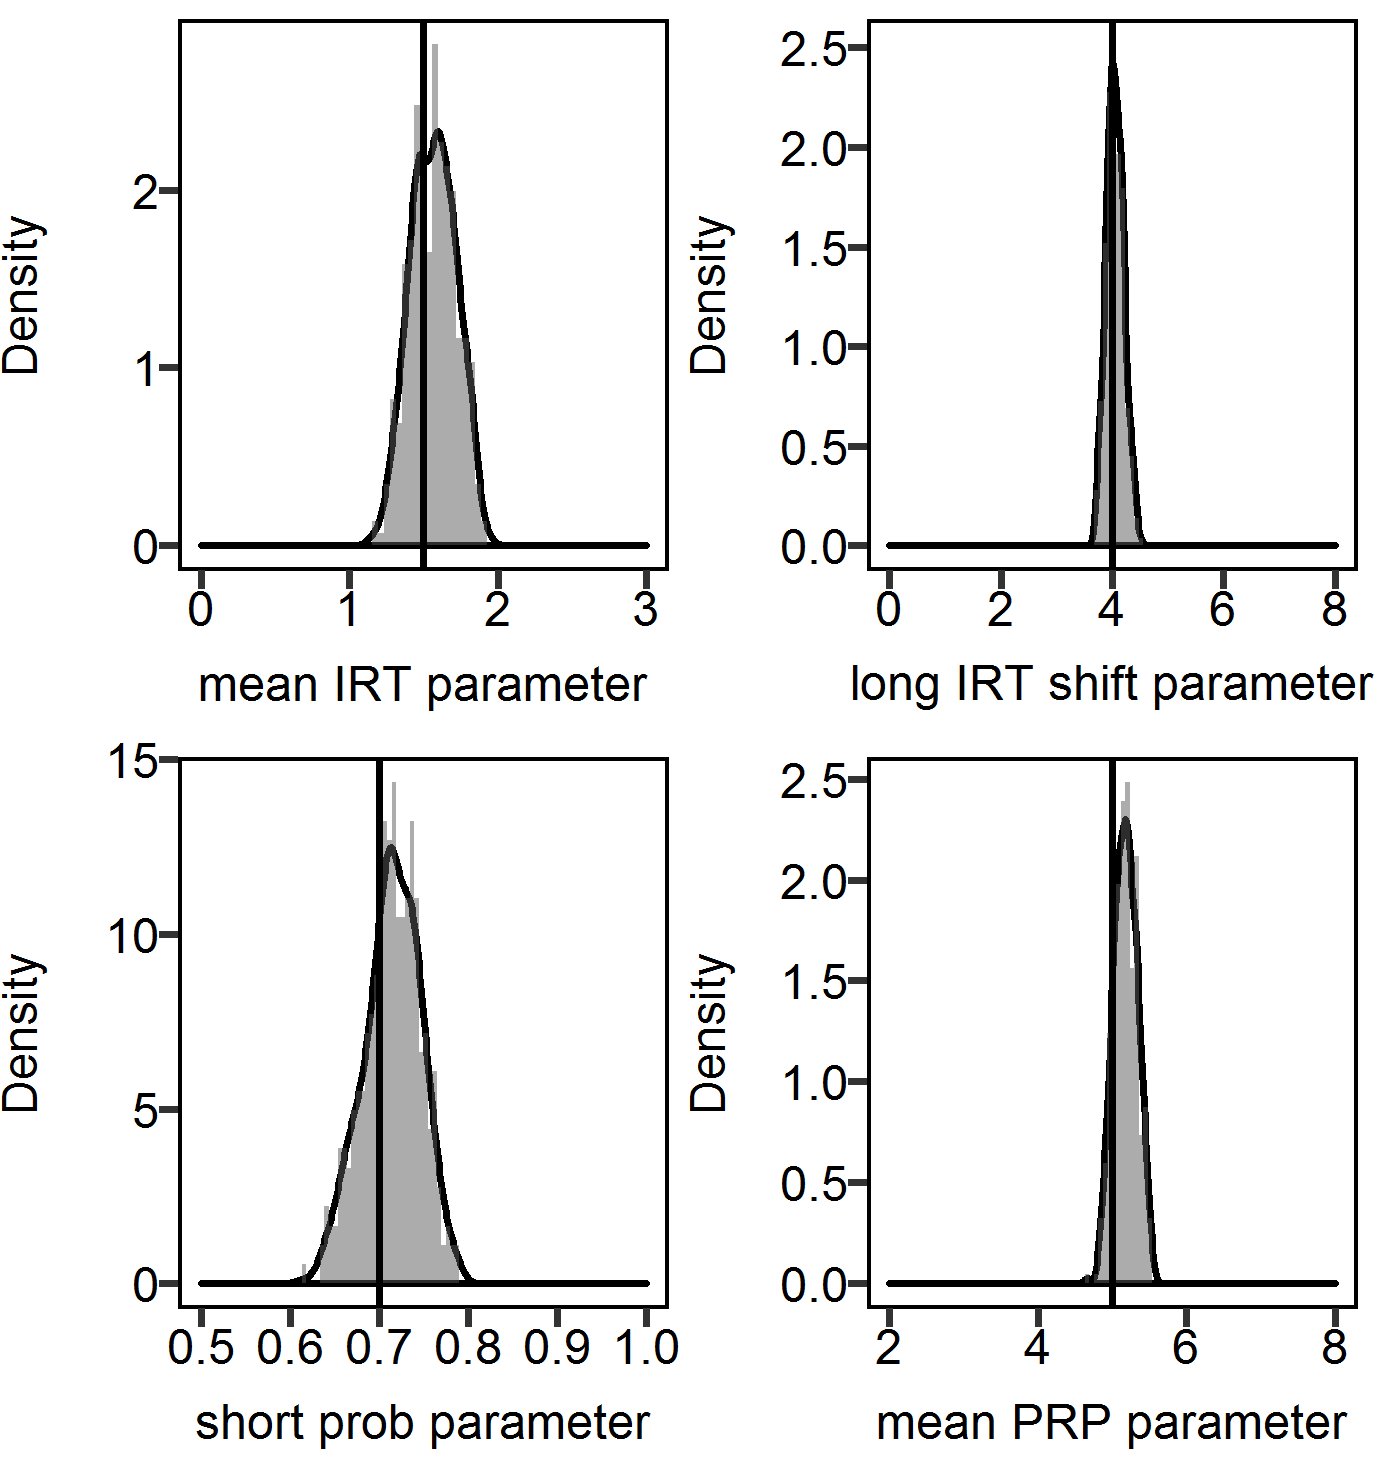 Density
2
1
0
0 1 2 3
mean IRT parameter
Density
2.5
2.0
1.5
1.0
0.5
0.0
0 2 4 6 8
long IRT shift parameter
Density
15
10
5
0
0.5 0.6 0.7 0.8 0.9 1.0
short prob parameter
Density
2.5
2.0
1.5
1.0
0.5
0.0
2 4 6 8
mean PRP parameter